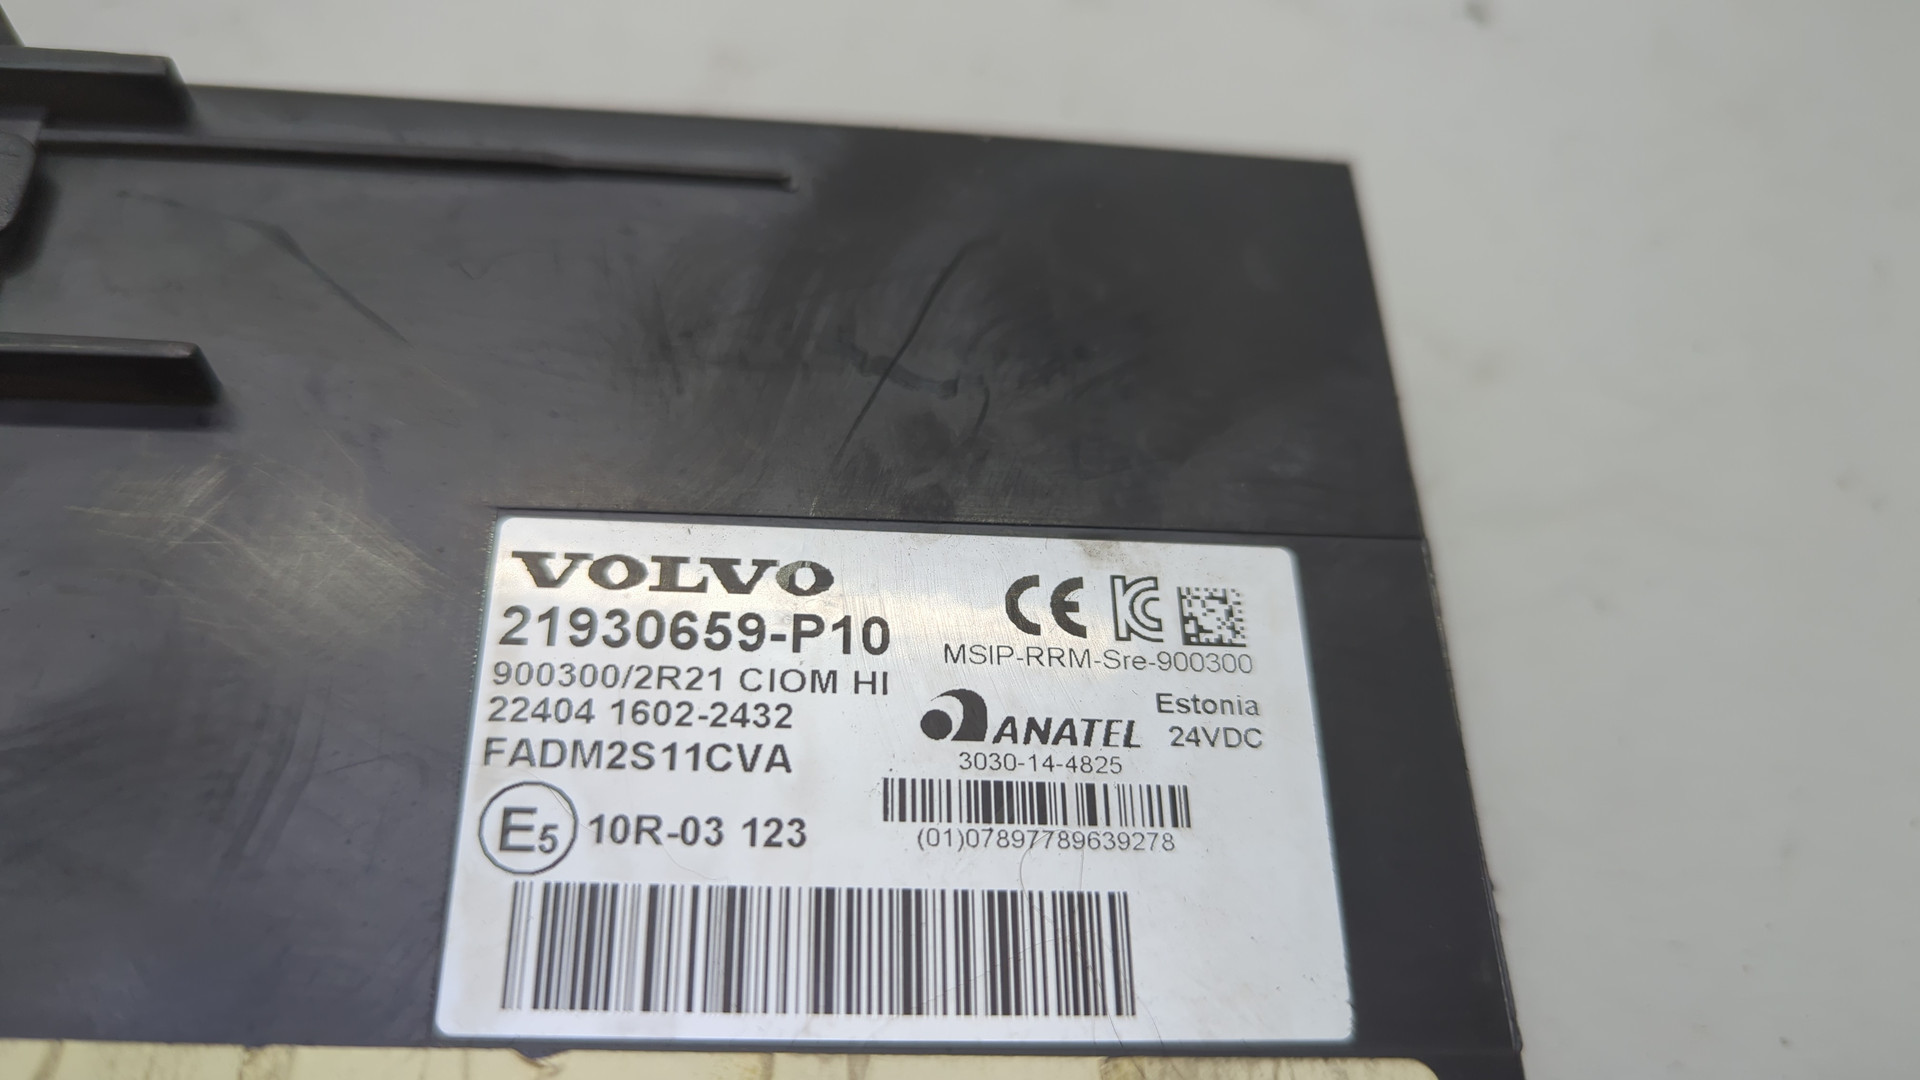 VOLVO
21930659-P10
900300/2R21 CIOM HI
22404 1602-2432
FADM2S11CVA
E5 10R-03 123
CE KC
MSIP-RRM-Sre-900300
Estonia
ANATEL 24VDC
3030-14-4825
(01)07897789639278